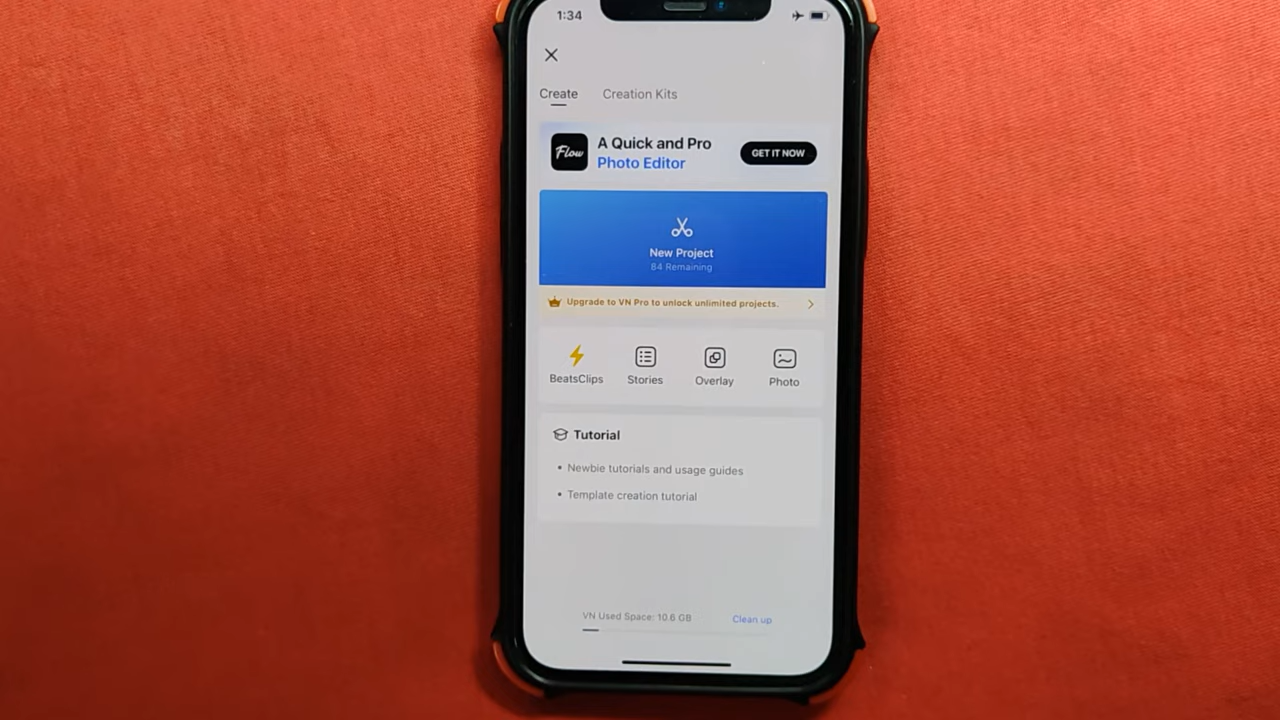 1:34
Create
Creation Kits
Flow
A Quick and Pro
Photo Editor
GET IT NOW
New Project
84 Remaining
Upgrade to VN Pro to unlock unlimited projects.
BeatsClips
Stories
Overlay
Photo
Tutorial
• Newbie tutorials and usage guides
• Template creation tutorial
VN Used Space: 10.6 GB
Clean up